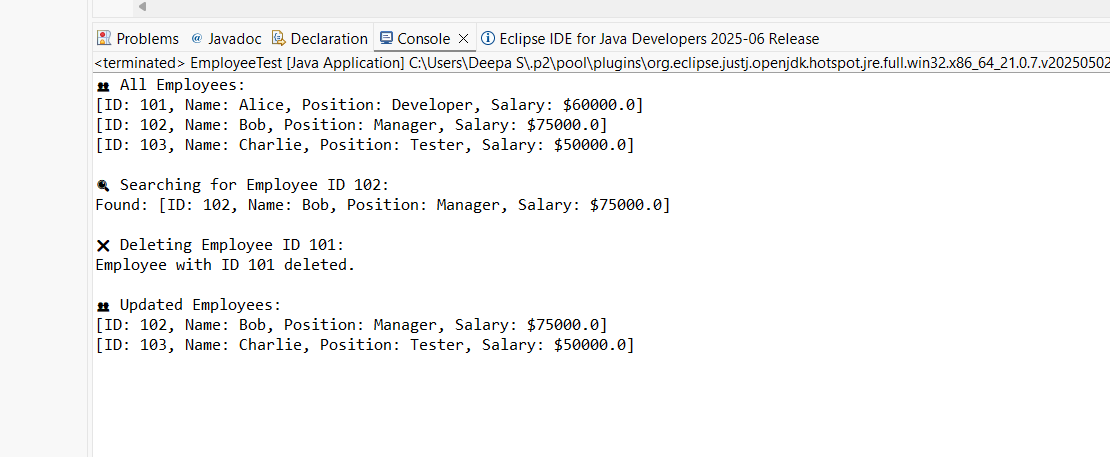 Problems @ Javadoc Declaration Console Eclipse IDE for Java Developers 2025-06 Release
<terminated> EmployeeTest [Java Application] C:\Users\Deepa S\.p2\pool\plugins\org.eclipse.justj.openjdk.hotspot.jre.full.win32.x86_64_21.0.7.v20250502
👥 All Employees:
[ID: 101, Name: Alice, Position: Developer, Salary: $60000.0]
[ID: 102, Name: Bob, Position: Manager, Salary: $75000.0]
[ID: 103, Name: Charlie, Position: Tester, Salary: $50000.0]
🔍 Searching for Employee ID 102:
Found: [ID: 102, Name: Bob, Position: Manager, Salary: $75000.0]
❌ Deleting Employee ID 101:
Employee with ID 101 deleted.
👥 Updated Employees:
[ID: 102, Name: Bob, Position: Manager, Salary: $75000.0]
[ID: 103, Name: Charlie, Position: Tester, Salary: $50000.0]